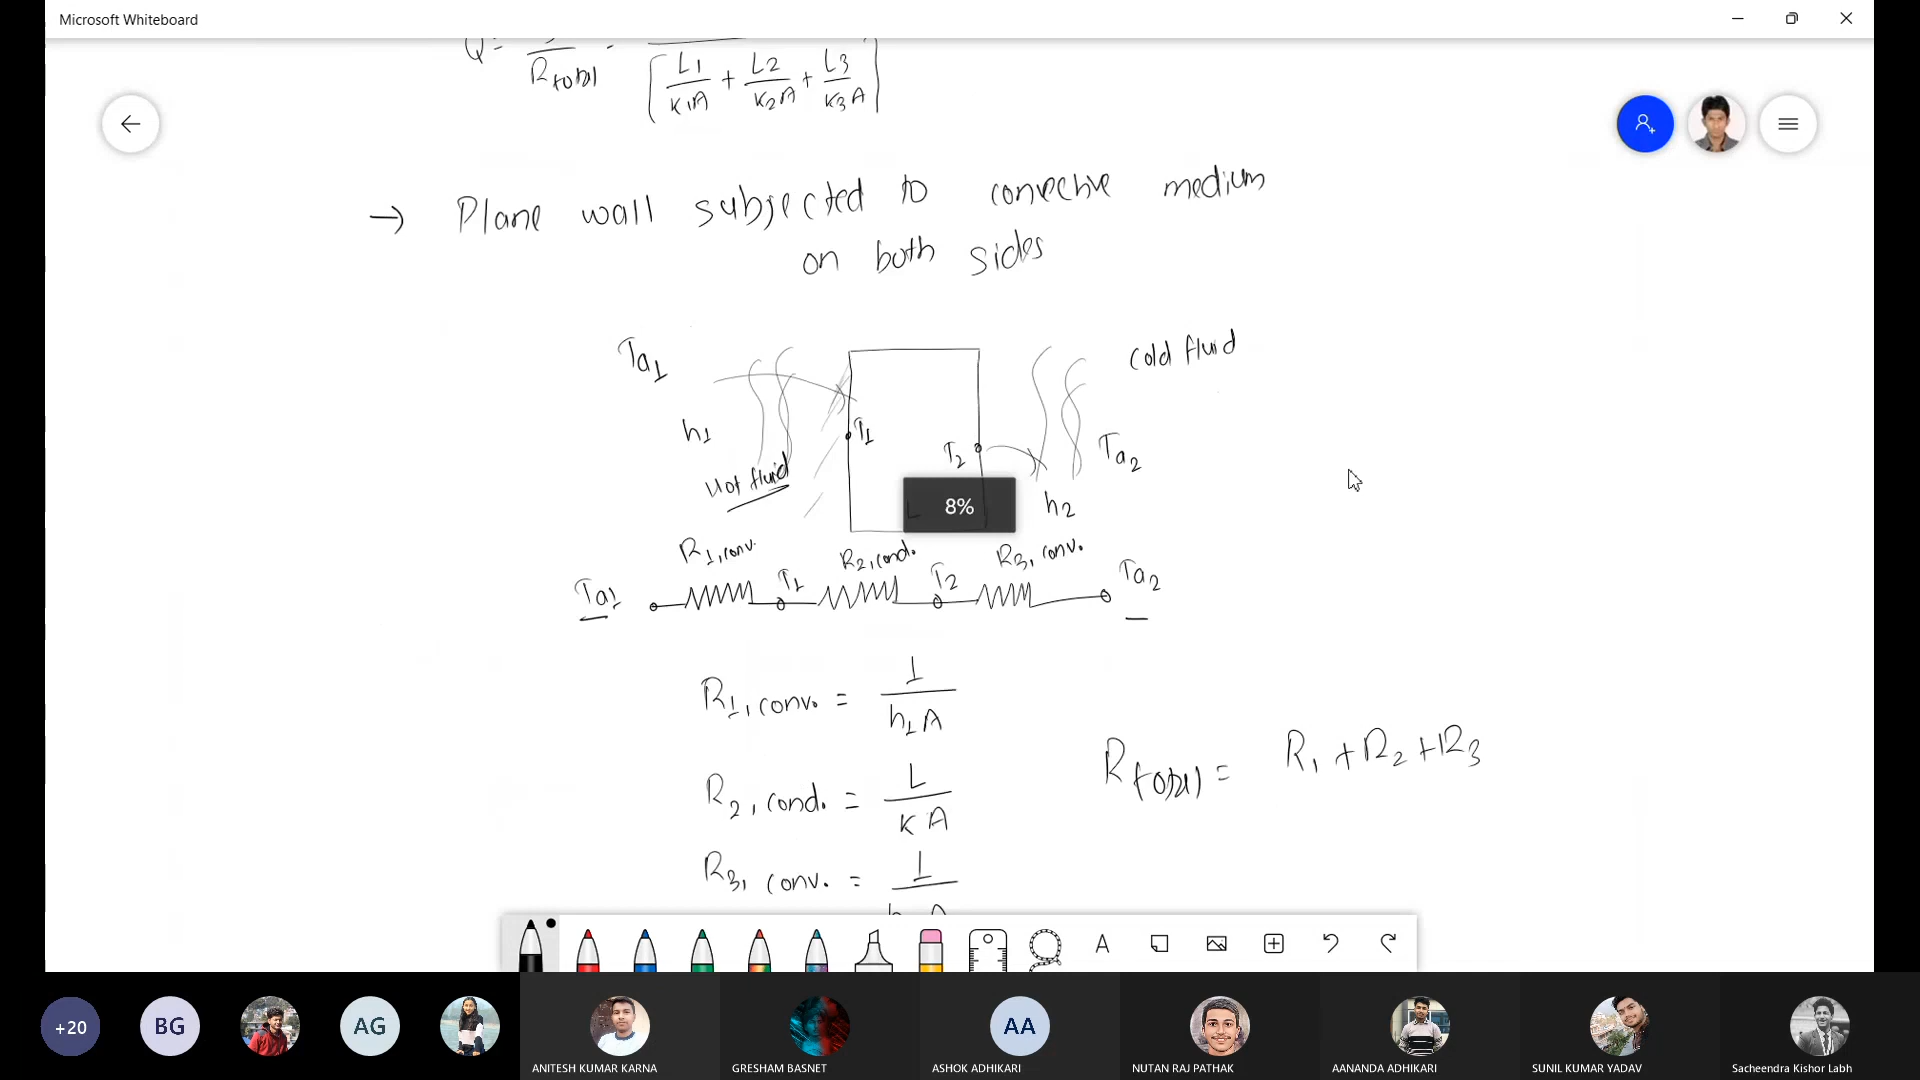 Microsoft Whiteboard
Q =
Rtotal
L1 + L2 + L3
K1A K2A K3A
→ Plane wall subjected to convective medium
on both sides
Ta1
cold fluid
h1
T1
T2
Ta2
Hot fluid
8%
h2
R1,conv. R2,cond. R3,conv.
Ta1 T1 T2 Ta2
R1,conv. = 1
h1A
Rtotal = R1 + R2 + R3
R2,cond. = L
KA
R3,conv. = 1
A
+20 BG AG AA
ANITESH KUMAR KARNA GRESHAM BASNET ASHOK ADHIKARI NUTAN RAJ PATHAK AANANDA ADHIKARI SUNIL KUMAR YADAV Sacheendra Kishor Labh